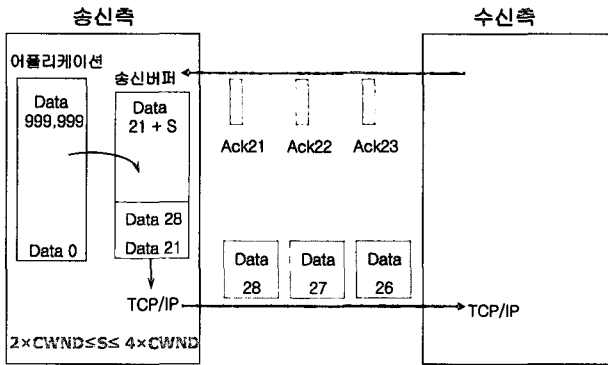 송신측
수신측
어플리케이션
송신버퍼
Data
999,999
Data 0
Data
21 + S
Data 28
Data 21
TCP/IP
2×CWND≤S≤ 4×CWND
Ack21
Ack22
Ack23
Data
28
Data
27
Data
26
TCP/IP